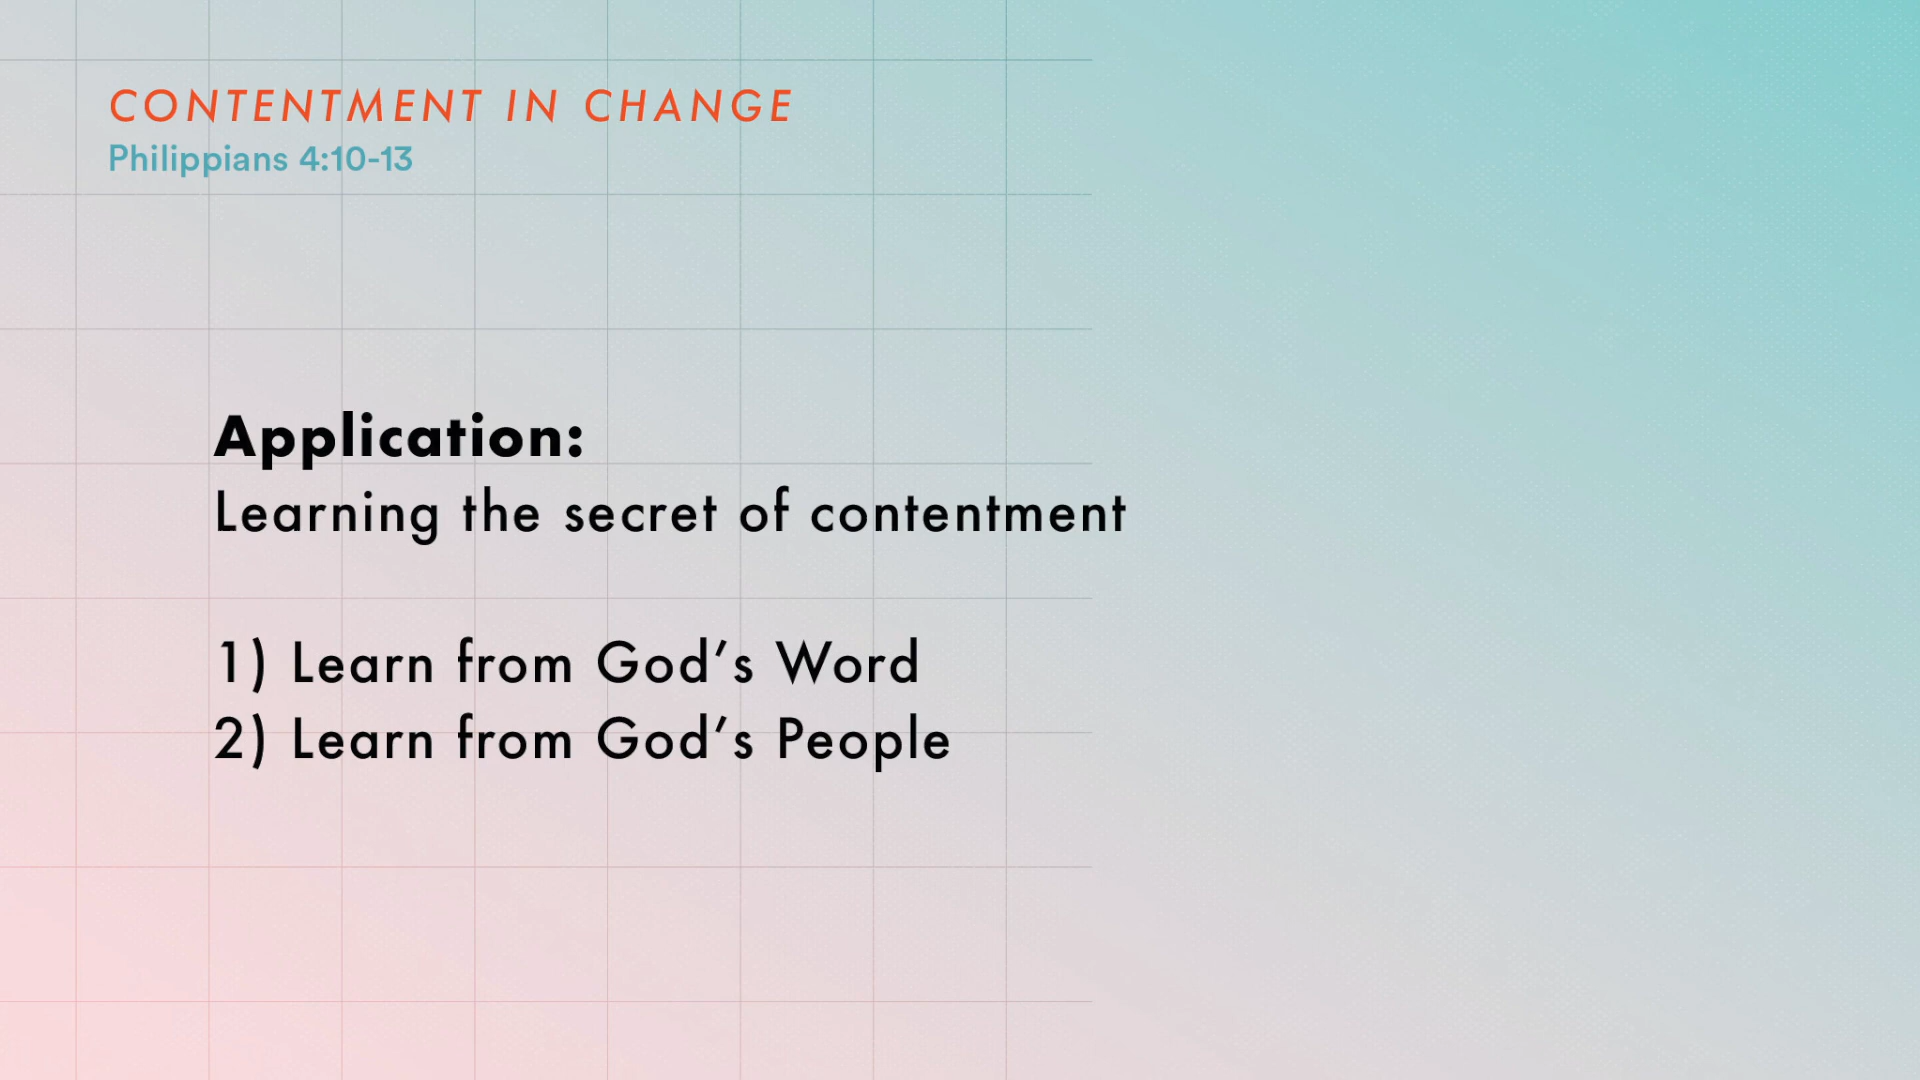 CONTENTMENT IN CHANGE
Philippians 4:10-13
Application:
Learning the secret of contentment
1) Learn from God’s Word
2) Learn from God’s People